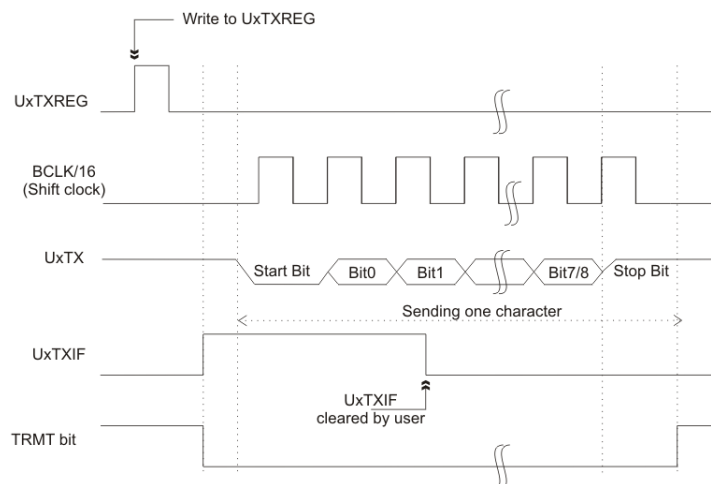 Write to UxTXREG
UxTXREG
BCLK/16
(Shift clock)
UxTX
Start Bit
Bit0
Bit1
Bit7/8
Stop Bit
Sending one character
UxTXIF
UxTXIF
cleared by user
TRMT bit